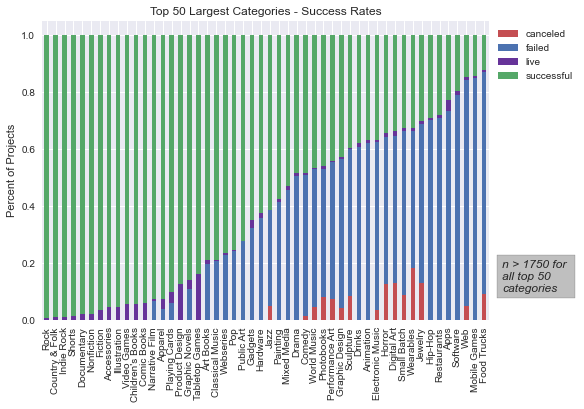 Top 50 Largest Categories - Success Rates
canceled
failed
live
successful
Percent of Projects
1.0
0.8
0.6
0.4
0.2
0.0
n > 1750 for
all top 50
categories
Rock
Country & Folk
Indie Rock
Shorts
Documentary
Nonfiction
Fiction
Accessories
Illustration
Video Games
Children's Books
Comic Books
Narrative Film
Apparel
Playing Cards
Product Design
Graphic Novels
Tabletop Games
Art Books
Classical Music
Webseries
Pop
Public Art
Gadgets
Hardware
Jazz
Painting
Mixed Media
Drama
Comedy
World Music
Photobooks
Performance Art
Graphic Design
Sculpture
Drinks
Animation
Electronic Music
Horror
Digital Art
Small Batch
Wearables
Jewelry
Hip-Hop
Restaurants
Apps
Software
Web
Mobile Games
Food Trucks